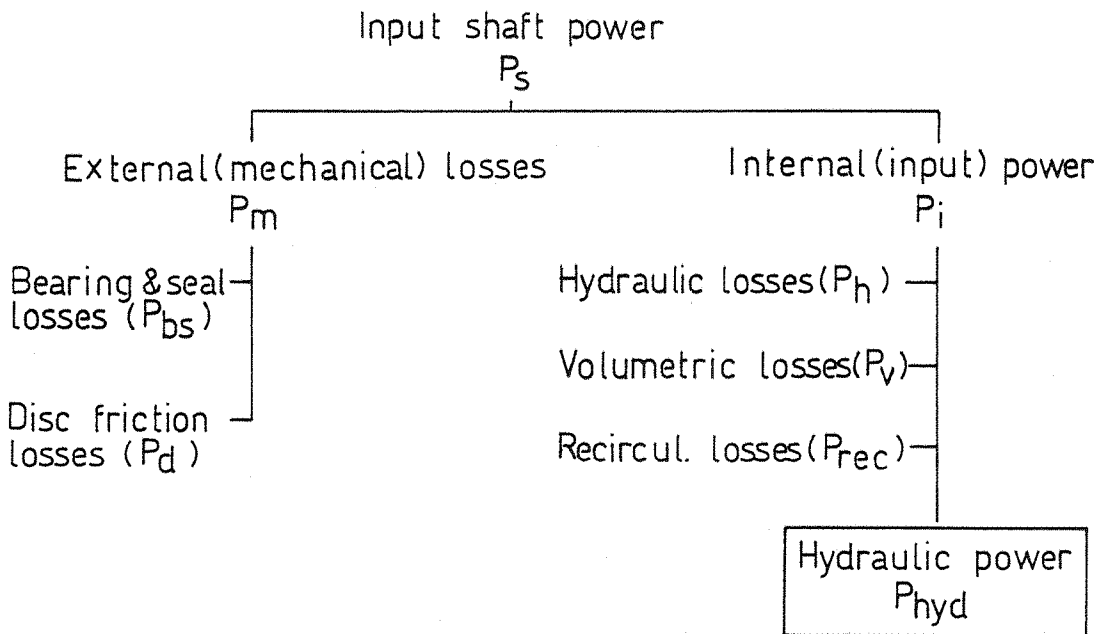 Input shaft power
Ps
External(mechanical) losses
Pm
Internal(input) power
Pi
Bearing & seal
losses (Pbs)
Disc friction
losses (Pd)
Hydraulic losses(Ph)
Volumetric losses(Pv)
Recircul. losses(Prec)
Hydraulic power
Phyd